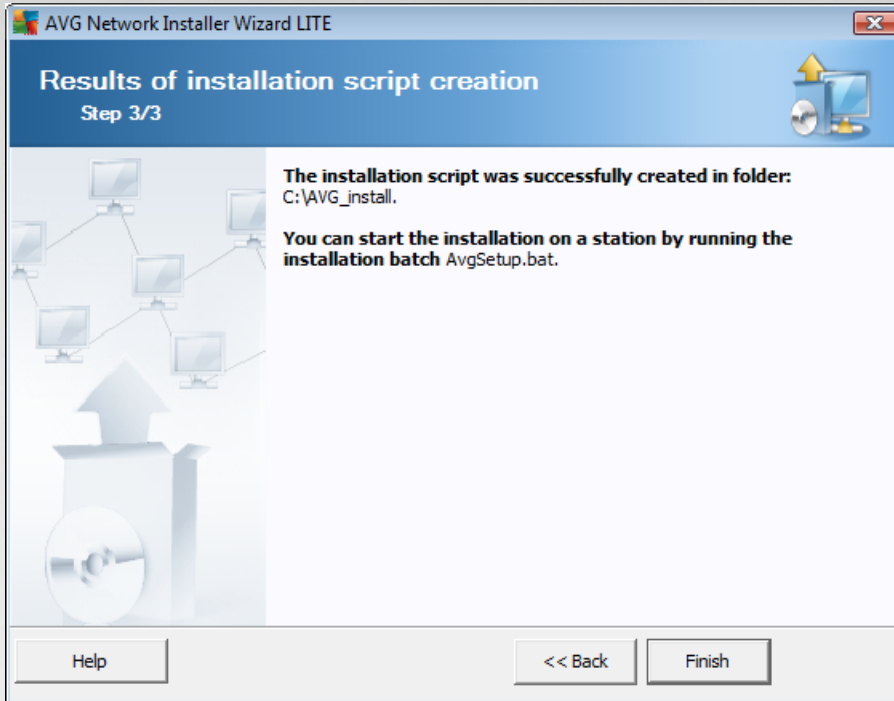 AVG Network Installer Wizard LITE
Results of installation script creation
Step 3/3
The installation script was successfully created in folder:
C:\AVG_install.
You can start the installation on a station by running the
installation batch AvgSetup.bat.
Help
<< Back
Finish